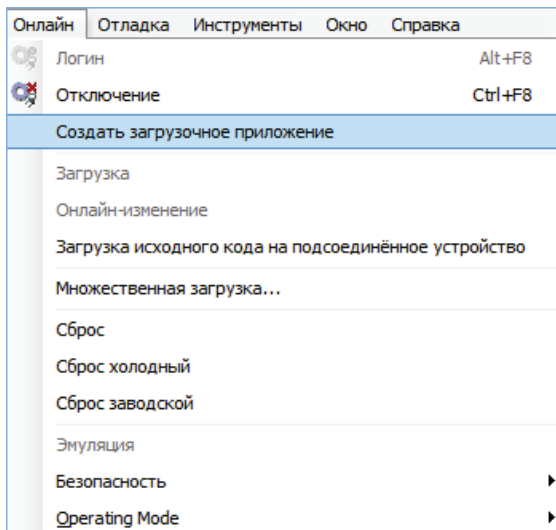 Онлайн Отладка Инструменты Окно Справка
Логин Alt+F8
Отключение Ctrl+F8
Создать загрузочное приложение
Загрузка
Онлайн-изменение
Загрузка исходного кода на подсоединённое устройство
Множественная загрузка...
Сброс
Сброс холодный
Сброс заводской
Эмуляция
Безопасность
Operating Mode